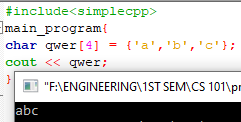 #include<simplecpp>
main_program{
char qwer[4] = {'a','b','c'};
cout << qwer;
}
"F:\ENGINEERING\1ST SEM\CS 101\pr
abc